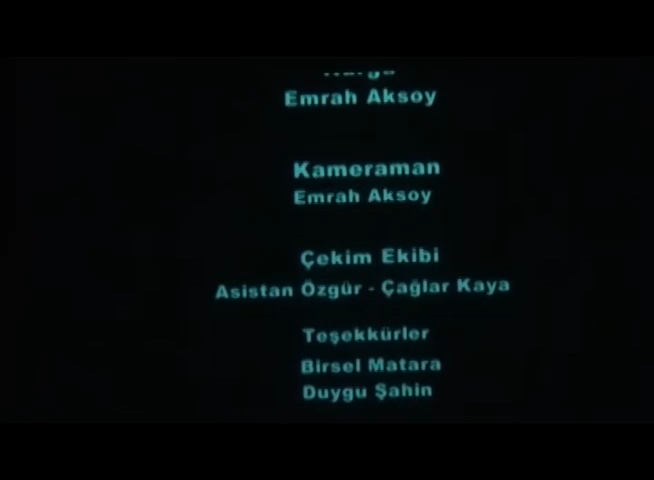 Emrah Aksoy
Kameraman
Emrah Aksoy
Çekim Ekibi
Asistan Özgür - Çağlar Kaya
Teşekkürler
Birsel Matara
Duygu Şahin